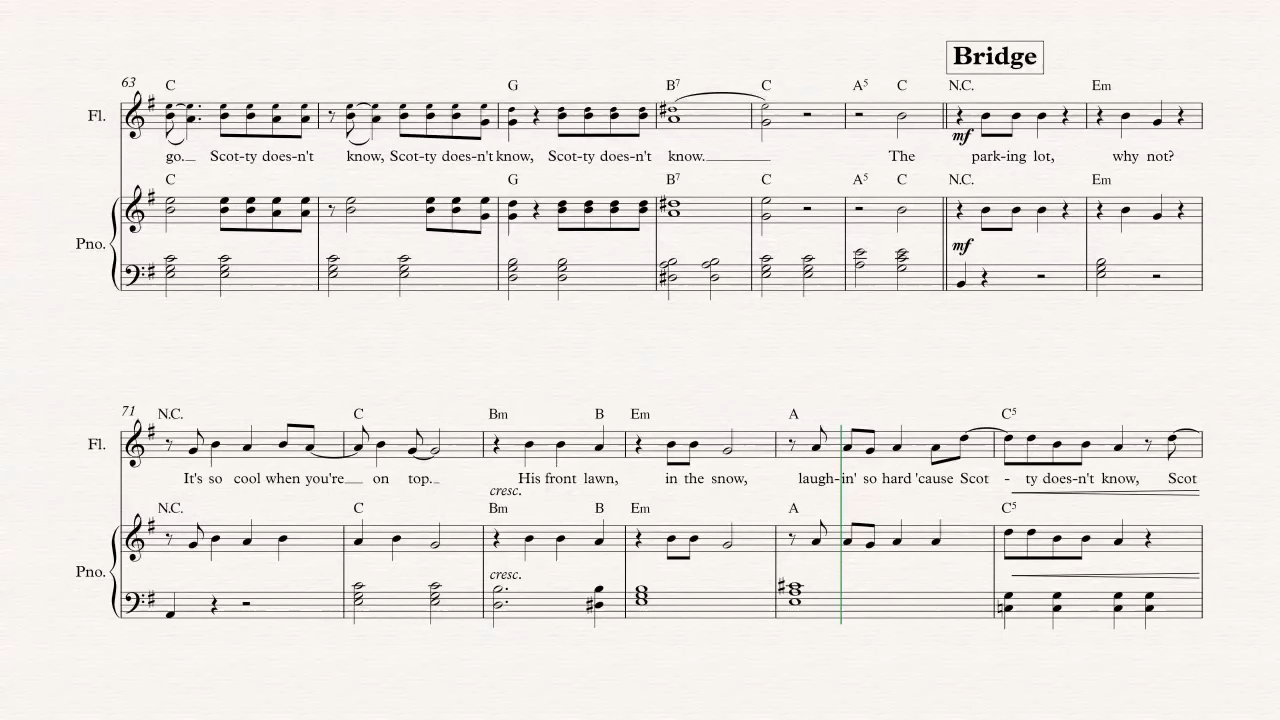 Bridge
63 C G B7 C A5 C N.C. Em
Fl.
mf
go. Scot-ty does-n't know, Scot-ty does-n't know, Scot-ty does-n't know. The park-ing lot, why not?
C G B7 C A5 C N.C. Em
Pno.
mf
71 N.C. C Bm B Em A C5
Fl.
It's so cool when you're on top. His front lawn, in the snow, laugh-in' so hard 'cause Scot - ty does-n't know, Scot
cresc.
N.C. C Bm B Em A C5
Pno.
cresc.